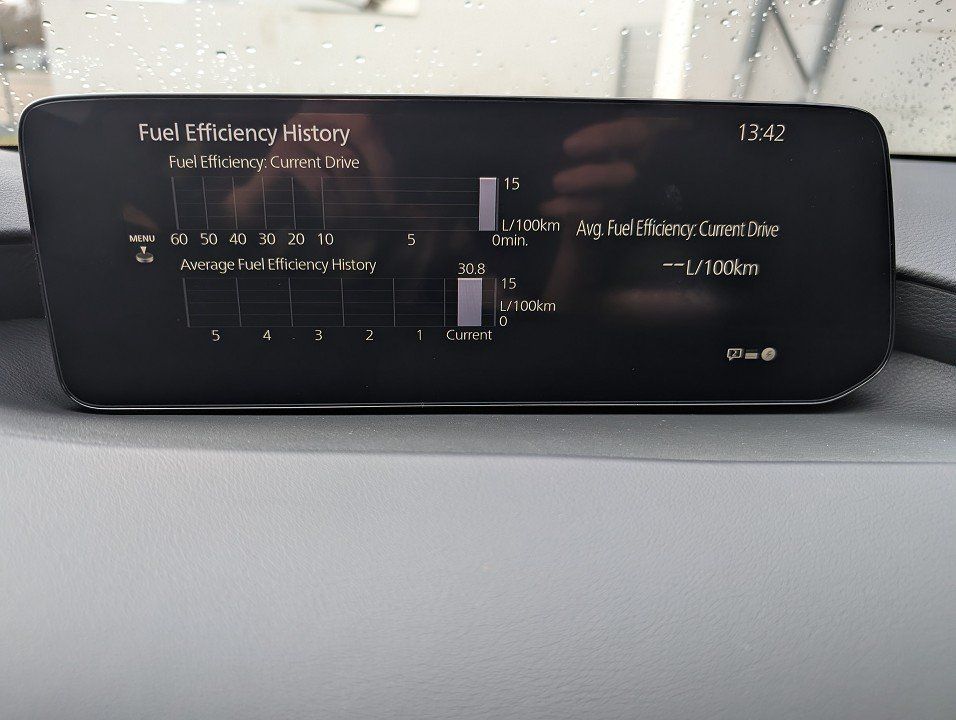 Fuel Efficiency History
13:42
Fuel Efficiency: Current Drive
15
L/100km
60 50 40 30 20 10 5 0min.
MENU
Avg. Fuel Efficiency: Current Drive
--L/100km
Average Fuel Efficiency History
30.8
15
L/100km
0
5 4 3 2 1 Current